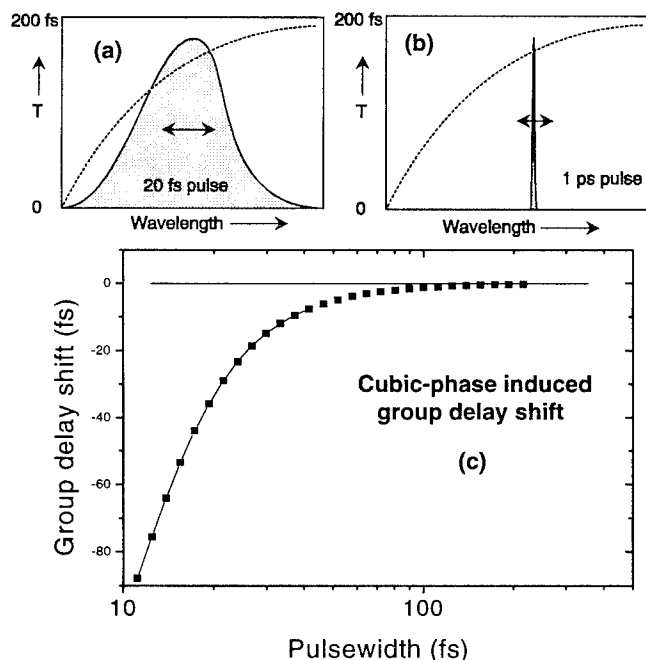 200 fs
(a)
T
20 fs pulse
0
Wavelength
200
(b)
T
1 ps pulse
0
Wavelength
0
-20
-40
-60
-80
Group delay shift (fs)
Cubic-phase induced
group delay shift
(c)
10
100
Pulsewidth (fs)